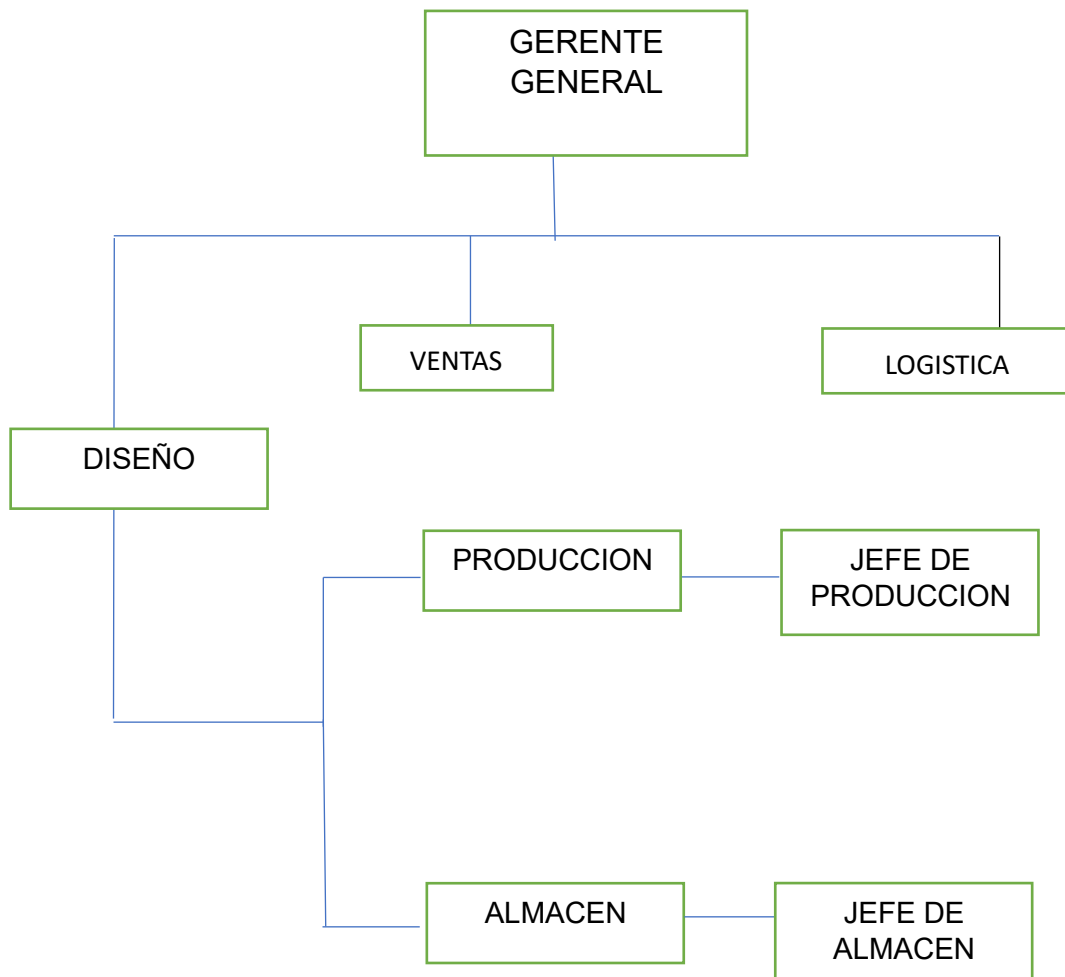 GERENTE
GENERAL
VENTAS
LOGISTICA
DISEÑO
PRODUCCION
JEFE DE
PRODUCCION
ALMACEN
JEFE DE
ALMACEN